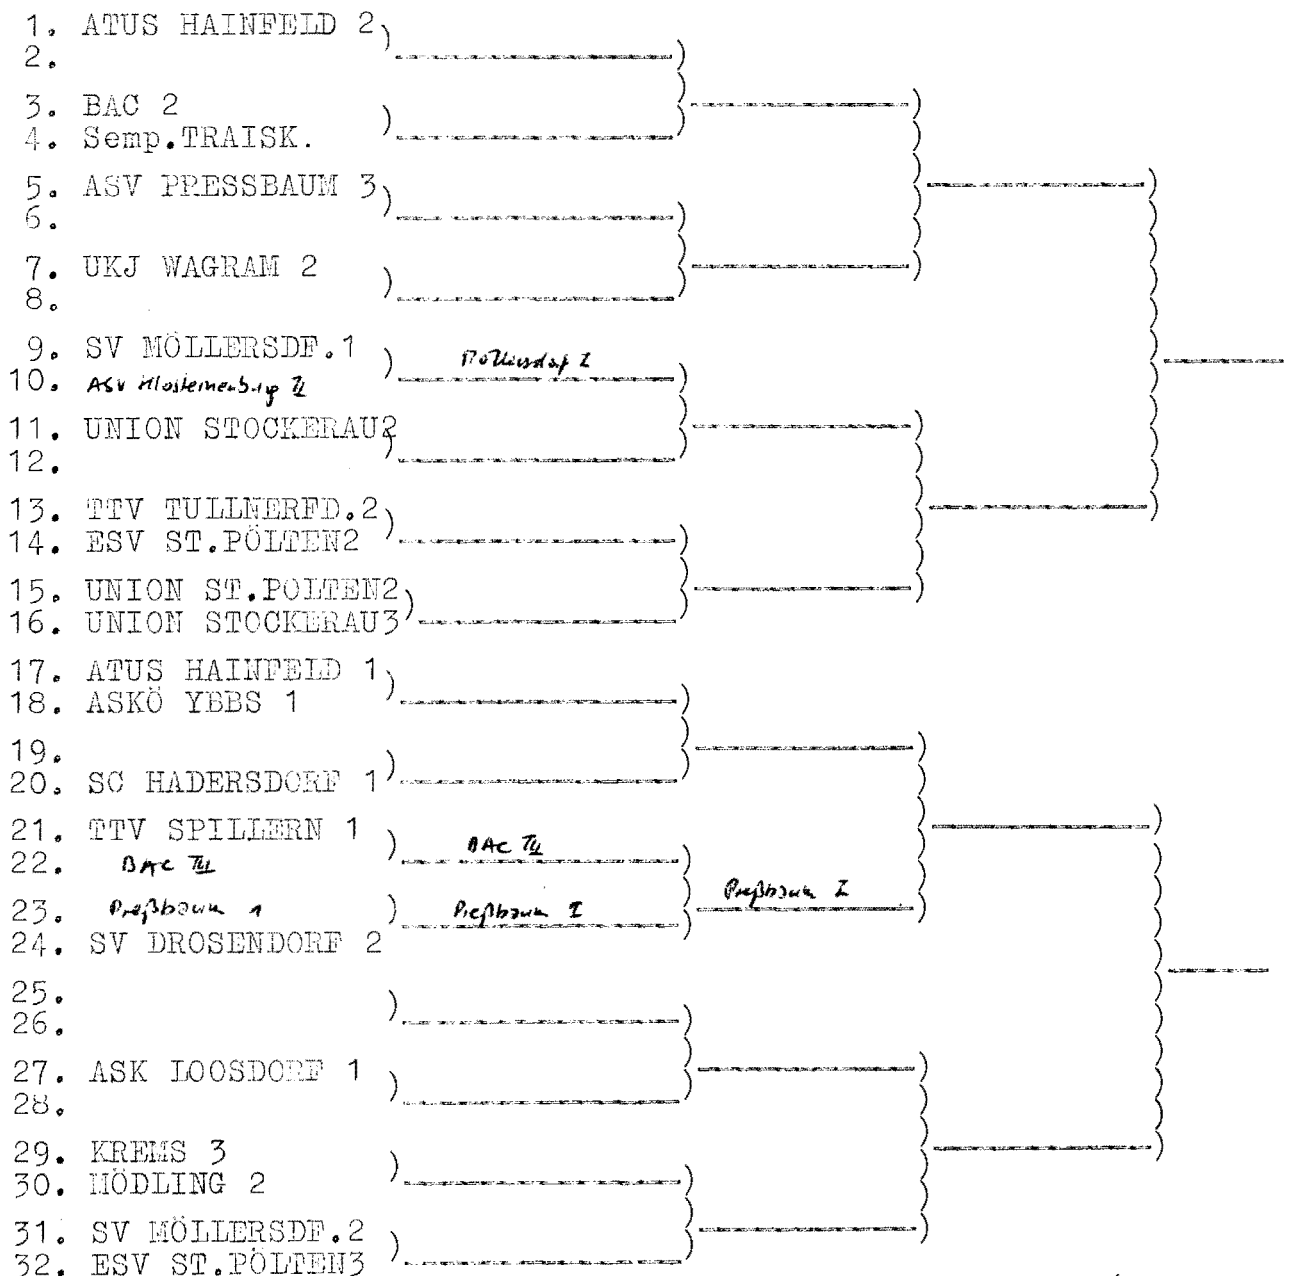 1. ATUS HAINFELD 2
2.
3. BAC 2
4. Semp.TRAISK.
5. ASV PRESSBAUM 3
6.
7. UKJ WAGRAM 2
8.
9. SV MÖLLERSDF.1
Möllersdorf I
10. ASV Klosterneuburg II
11. UNION STOCKERAU2
12.
13. TTV TULLNERFD.2
14. ESV ST.PÖLTEN2
15. UNION ST.PÖLTEN2
16. UNION STOCKERAU3
17. ATUS HAINFELD 1
18. ASKÖ YBBS 1
19.
20. SC HADERSDORF 1
21. TTV SPILLERN 1
BAC III
22. BAC III
Preßbaum I
23. Preßbaum 1
Preßbaum I
24. SV DROSENDORF 2
25.
26.
27. ASK LOOSDORF 1
28.
29. KREMS 3
30. MÖDLING 2
31. SV MÖLLERSDF.2
32. ESV ST.PÖLTEN3